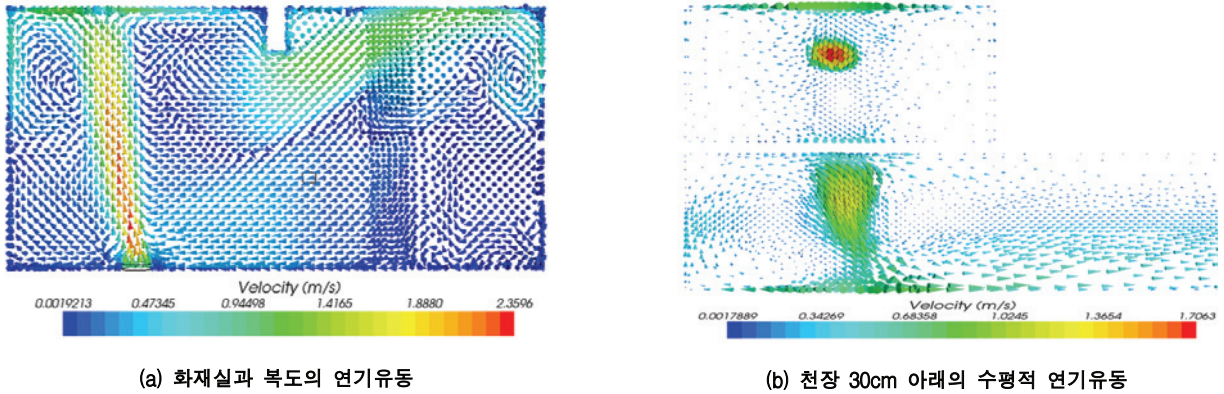 Velocity (m/s)
0.0019213 0.47345 0.94498 1.4165 1.8880 2.3596
(a) 화재실과 복도의 연기유동
Velocity (m/s)
0.0017889 0.34269 0.68358 1.0245 1.3654 1.7063
(b) 천장 30cm 아래의 수평적 연기유동